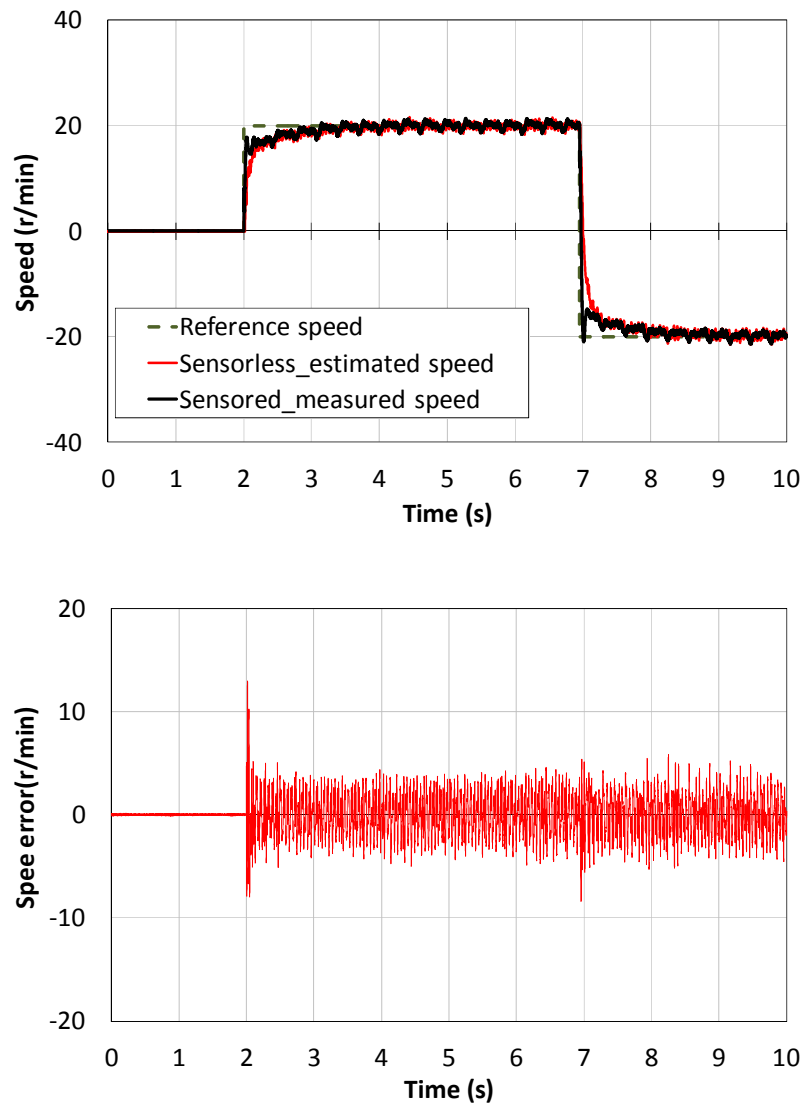 40
20
0
-20
-40
Speed (r/min)
Reference speed
Sensorless_estimated speed
Sensored_measured speed
0 1 2 3 4 5 6 7 8 9 10
Time (s)
20
10
0
-10
-20
Spee error(r/min)
0 1 2 3 4 5 6 7 8 9 10
Time (s)